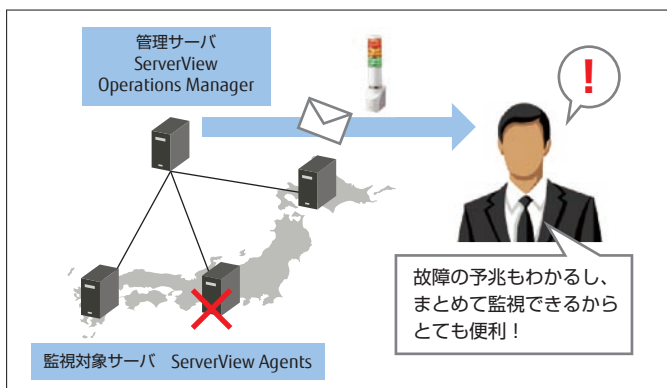 管理サーバ
ServerView
Operations Manager
!
故障の予兆もわかるし、
まとめて監視できるから
とても便利！
監視対象サーバ ServerView Agents